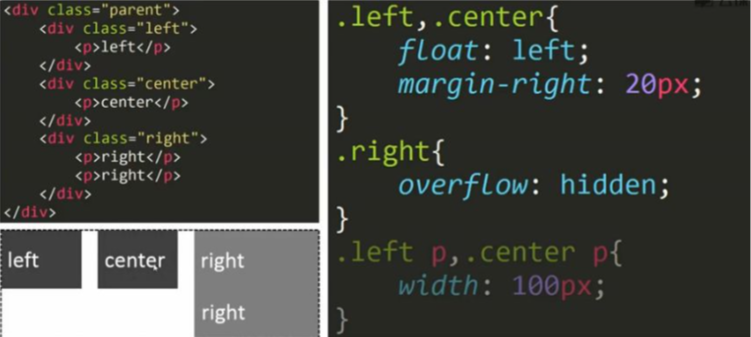 <div class="parent">
<div class="left">
<p>left</p>
</div>
<div class="center">
<p>center</p>
</div>
<div class="right">
<p>right</p>
<p>right</p>
</div>
</div>
left center right
right
.left,.center{
float: left;
margin-right: 20px;
}
.right{
overflow: hidden;
}
.left p,.center p{
width: 100px;
}